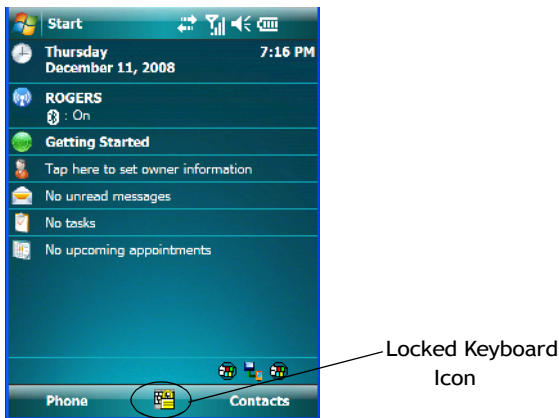 Start
Thursday 7:16 PM
December 11, 2008
ROGERS
: On
Getting Started
Tap here to set owner information
No unread messages
No tasks
No upcoming appointments
Locked Keyboard
Icon
Phone Contacts